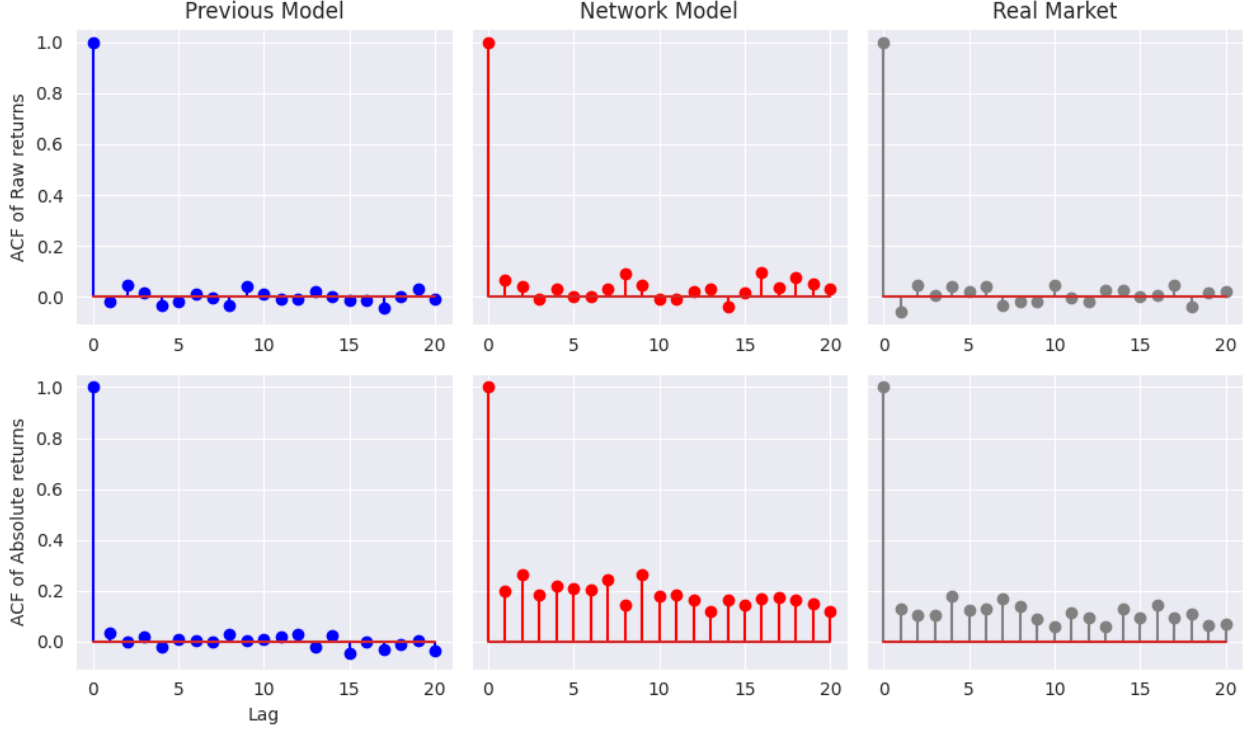 Previous Model Network Model Real Market
ACF of Raw returns
1.0
0.8
0.6
0.4
0.2
0.0
0 5 10 15 20 0 5 10 15 20 0 5 10 15 20
ACF of Absolute returns
1.0
0.8
0.6
0.4
0.2
0.0
0 5 10 15 20 0 5 10 15 20 0 5 10 15 20
Lag